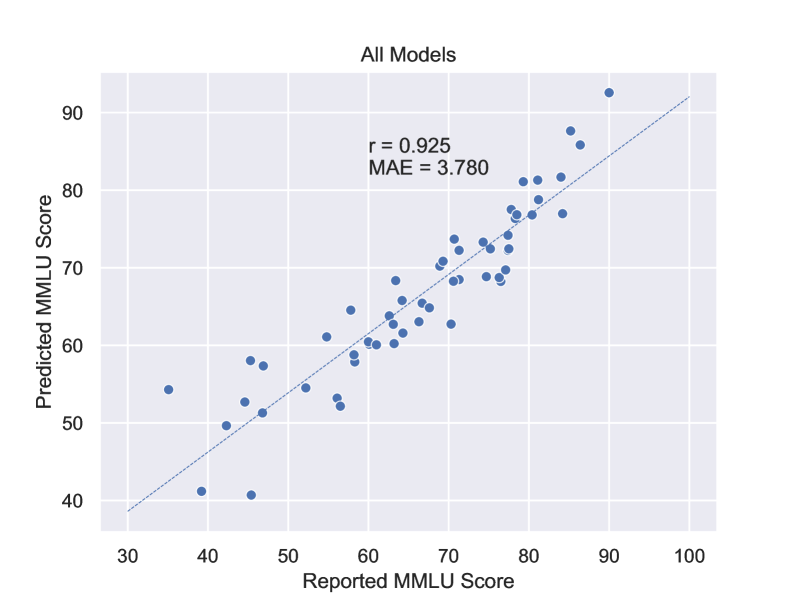 All Models
r = 0.925
MAE = 3.780
Predicted MMLU Score
90
80
70
60
50
40
30 40 50 60 70 80 90 100
Reported MMLU Score